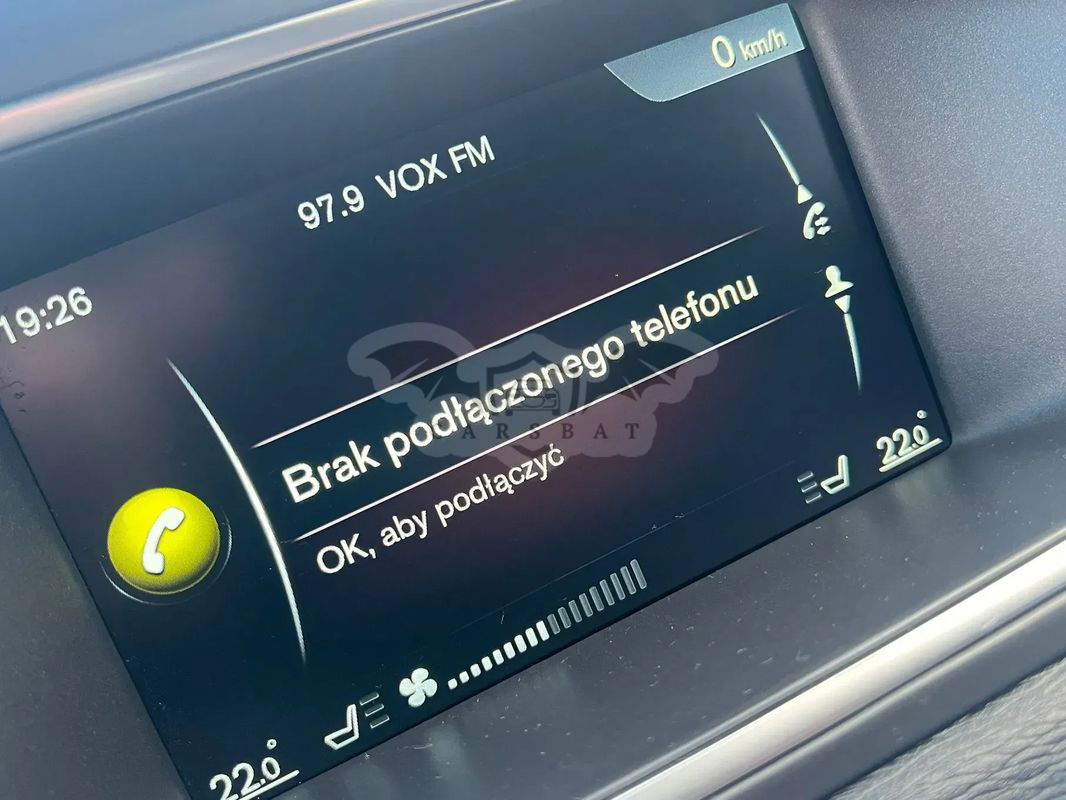 0 km/h
97.9 VOX FM
19:26
Brak podłączonego telefonu
OK, aby podłączyć
22.0°
22.0°
CARSBAT